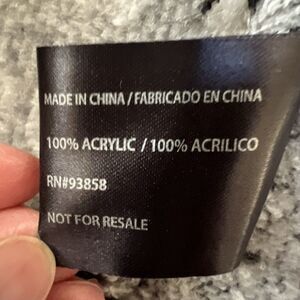 MADE IN CHINA / FABRICADO EN CHINA
100% ACRYLIC / 100% ACRILICO
RN#93858
NOT FOR RESALE